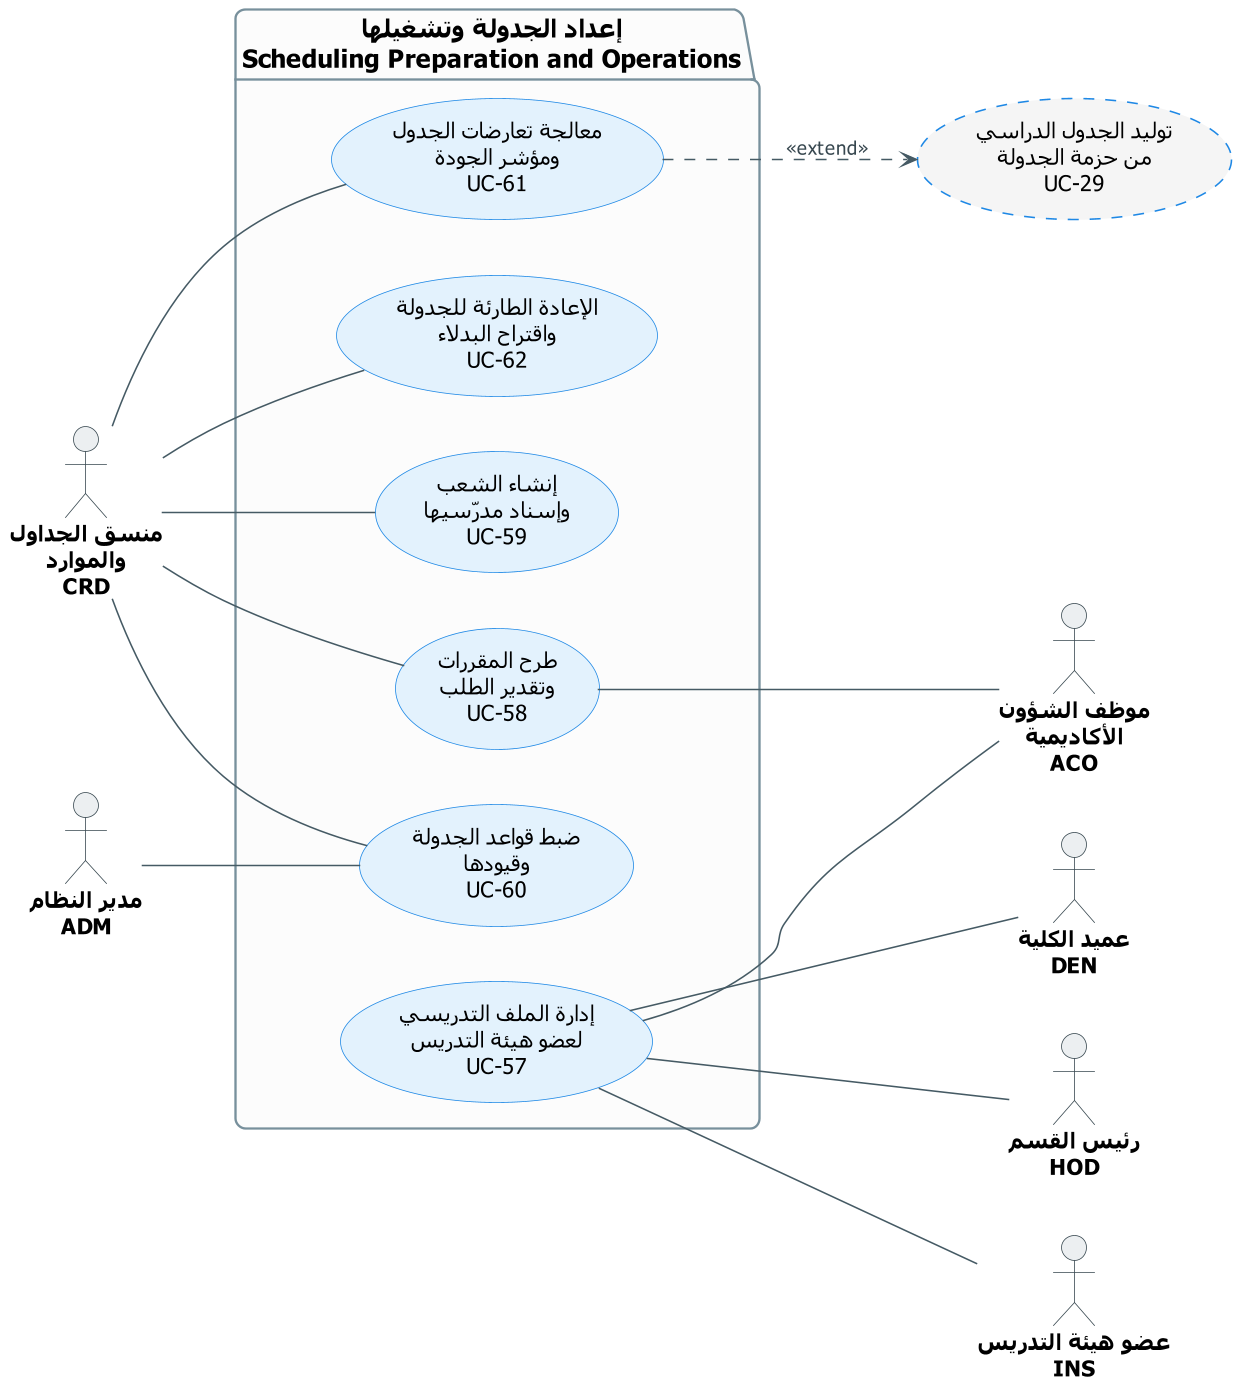 إعداد الجدولة وتشغيلها
Scheduling Preparation and Operations
معالجة تعارضات الجدول
ومؤشر الجودة
UC-61
«extend»
توليد الجدول الدراسي
من حزمة الجدولة
UC-29
الإعادة الطارئة للجدولة
واقتراح البدلاء
UC-62
منسق الجداول
والموارد
CRD
إنشاء الشعب
وإسناد مدرّسيها
UC-59
طرح المقررات
وتقدير الطلب
UC-58
موظف الشؤون
الأكاديمية
ACO
مدير النظام
ADM
ضبط قواعد الجدولة
وقيودها
UC-60
عميد الكلية
DEN
إدارة الملف التدريسي
لعضو هيئة التدريس
UC-57
رئيس القسم
HOD
عضو هيئة التدريس
INS